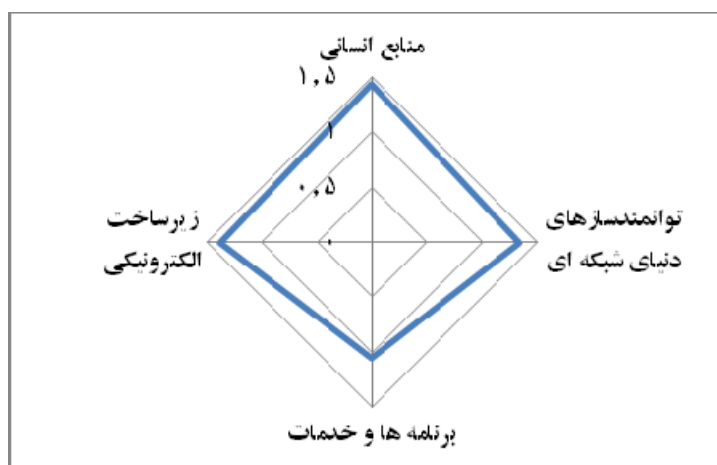 منابع انسانی
۱,۵
۱
۰,۵
۰
توانمندسازهای
دنیای شبکه ای
برنامه ها و خدمات
زیرساخت
الکترونیکی